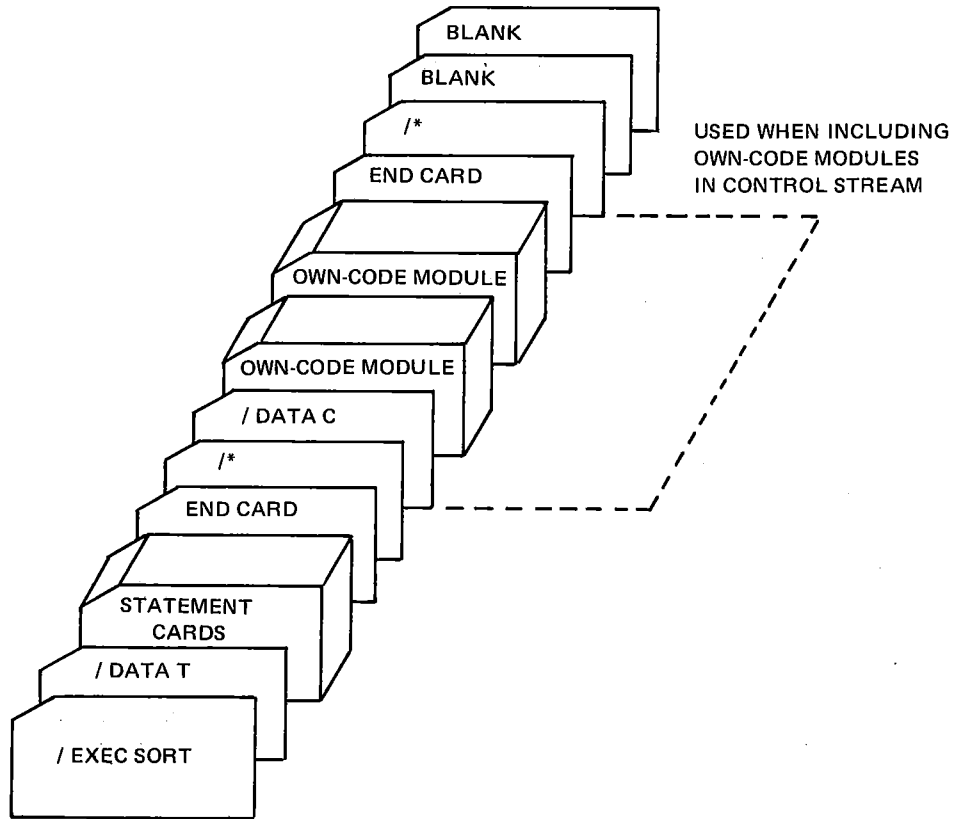 BLANK
BLANK
/*
USED WHEN INCLUDING
OWN-CODE MODULES
IN CONTROL STREAM
END CARD
OWN-CODE MODULE
OWN-CODE MODULE
/ DATA C
/*
END CARD
STATEMENT
CARDS
/ DATA T
/ EXEC SORT